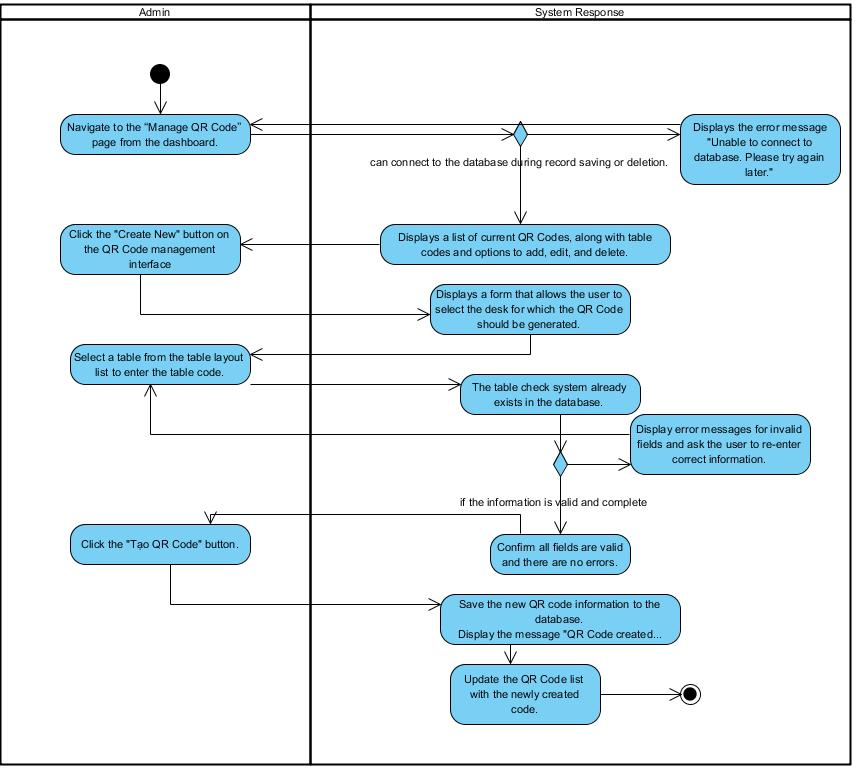 Admin
System Response
Navigate to the “Manage QR Code”
page from the dashboard.
Displays the error message
"Unable to connect to
database. Please try again
later."
can connect to the database during record saving or deletion.
Click the "Create New" button on
the QR Code management
interface
Displays a list of current QR Codes, along with table
codes and options to add, edit, and delete.
Displays a form that allows the user to
select the desk for which the QR Code
should be generated.
Select a table from the table layout
list to enter the table code.
The table check system already
exists in the database.
Display error messages for invalid
fields and ask the user to re-enter
correct information.
if the information is valid and complete
Click the "Tạo QR Code" button.
Confirm all fields are valid
and there are no errors.
Save the new QR code information to the
database.
Display the message "QR Code created...
Update the QR Code list
with the newly created
code.